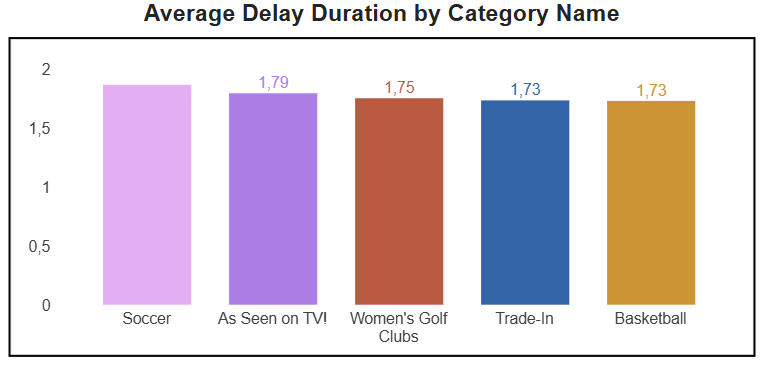 Average Delay Duration by Category Name
2
1,5
1
0,5
0
1,79
1,75
1,73
1,73
Soccer
As Seen on TV!
Women's Golf
Clubs
Trade-In
Basketball